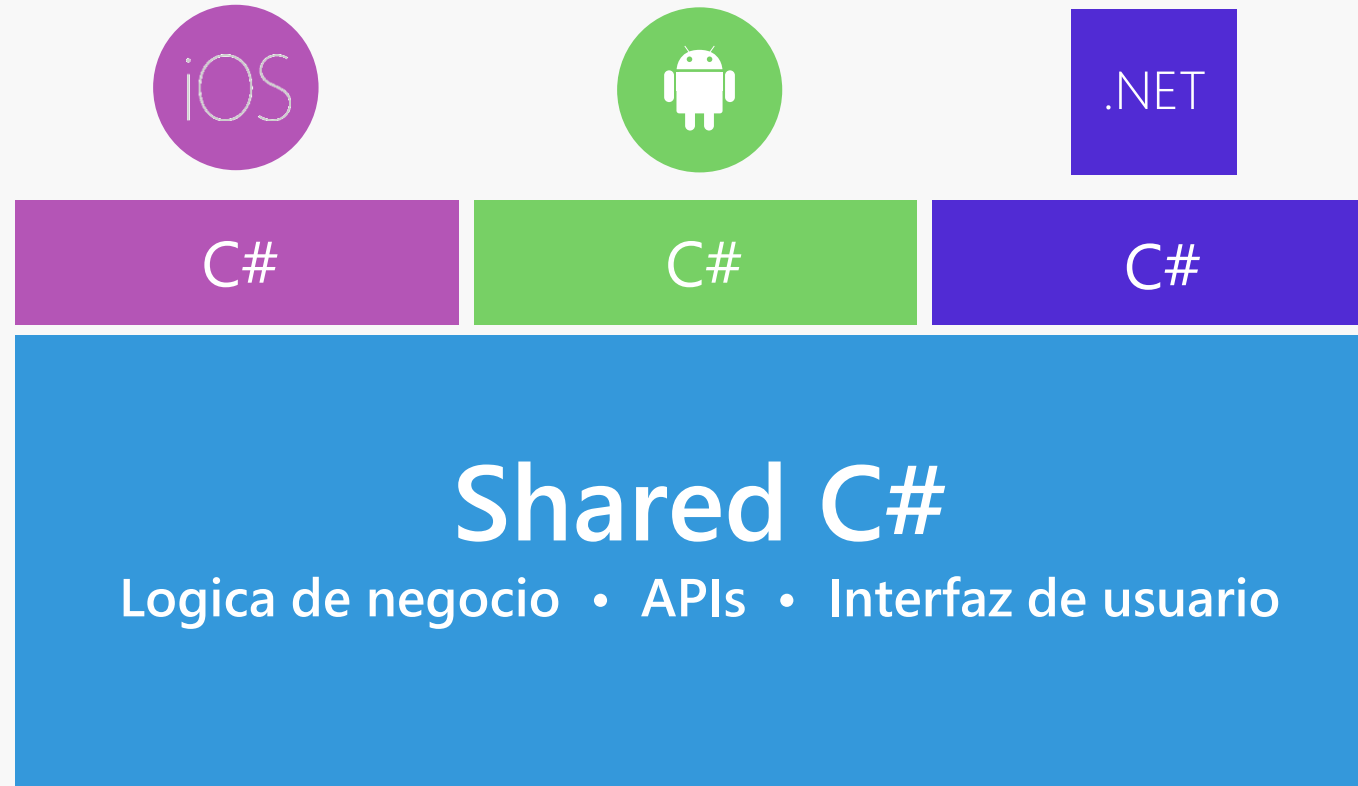 iOS
.NET
C#
C#
C#
Shared C#
Logica de negocio • APIs • Interfaz de usuario